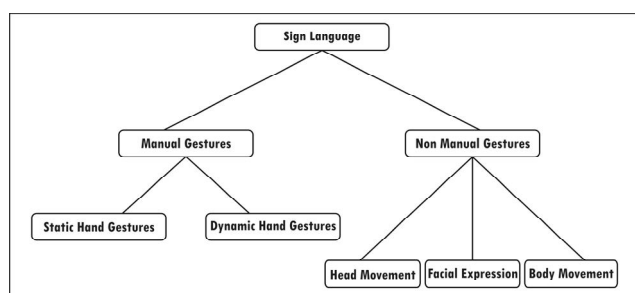 Sign Language
Manual Gestures
Non Manual Gestures
Static Hand Gestures
Dynamic Hand Gestures
Head Movement
Facial Expression
Body Movement